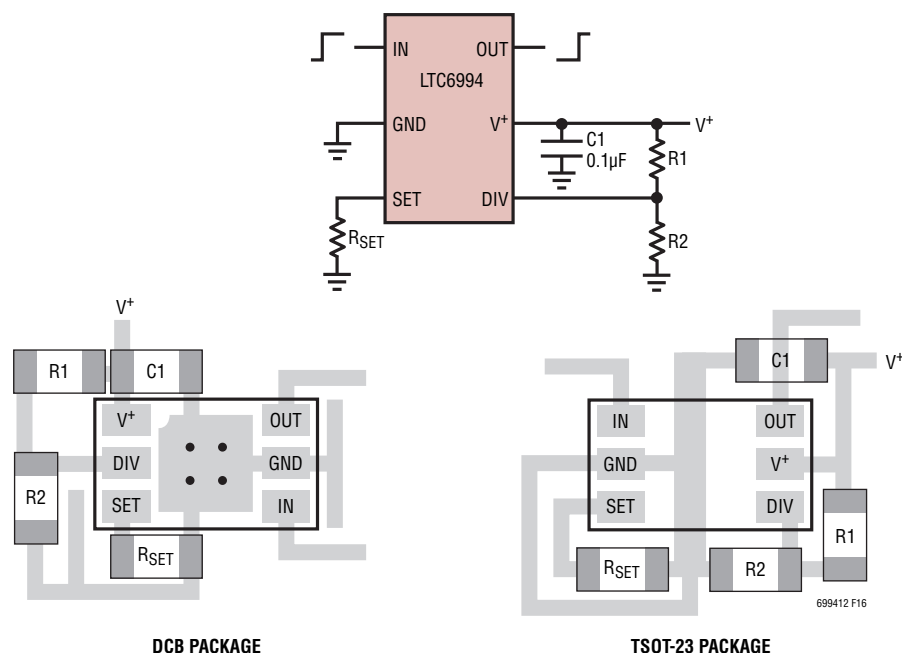 IN
OUT
LTC6994
GND
V+
V+
C1
0.1µF
R1
SET
DIV
RSET
R2
V+
R1
C1
V+
OUT
DIV
GND
SET
IN
R2
RSET
DCB PACKAGE
C1
V+
IN
OUT
GND
V+
SET
DIV
RSET
R2
R1
699412 F16
TSOT-23 PACKAGE